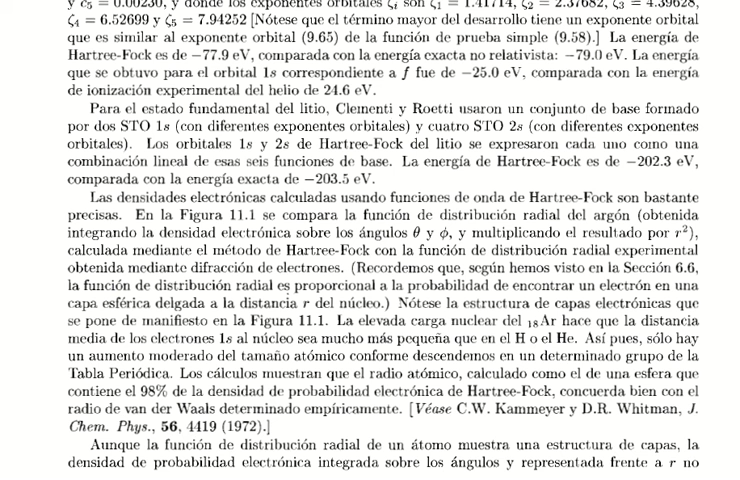 y c₅ = 0.00230, y donde los exponentes orbitales ζᵢ son ζ₁ = 1.41714, ζ₂ = 2.37682, ζ₃ = 4.39628,
ζ₄ = 6.52699 y ζ₅ = 7.94252 [Nótese que el término mayor del desarrollo tiene un exponente orbital
que es similar al exponente orbital (9.65) de la función de prueba simple (9.58).] La energía de
Hartree-Fock es de −77.9 eV, comparada con la energía exacta no relativista: −79.0 eV. La energía
que se obtuvo para el orbital 1s correspondiente a f fue de −25.0 eV, comparada con la energía
de ionización experimental del helio de 24.6 eV.
Para el estado fundamental del litio, Clementi y Roetti usaron un conjunto de base formado
por dos STO 1s (con diferentes exponentes orbitales) y cuatro STO 2s (con diferentes exponentes
orbitales). Los orbitales 1s y 2s de Hartree-Fock del litio se expresaron cada uno como una
combinación lineal de esas seis funciones de base. La energía de Hartree-Fock es de −202.3 eV,
comparada con la energía exacta de −203.5 eV.
Las densidades electrónicas calculadas usando funciones de onda de Hartree-Fock son bastante
precisas. En la Figura 11.1 se compara la función de distribución radial del argón (obtenida
integrando la densidad electrónica sobre los ángulos θ y ϕ, y multiplicando el resultado por r²),
calculada mediante el método de Hartree-Fock con la función de distribución radial experimental
obtenida mediante difracción de electrones. (Recordemos que, según hemos visto en la Sección 6.6,
la función de distribución radial es proporcional a la probabilidad de encontrar un electrón en una
capa esférica delgada a la distancia r del núcleo.) Nótese la estructura de capas electrónicas que
se pone de manifiesto en la Figura 11.1. La elevada carga nuclear del ₁₈Ar hace que la distancia
media de los electrones 1s al núcleo sea mucho más pequeña que en el H o el He. Así pues, sólo hay
un aumento moderado del tamaño atómico conforme descendemos en un determinado grupo de la
Tabla Periódica. Los cálculos muestran que el radio atómico, calculado como el de una esfera que
contiene el 98% de la densidad de probabilidad electrónica de Hartree-Fock, concuerda bien con el
radio de van der Waals determinado empíricamente. [Véase C.W. Kammeyer y D.R. Whitman, J.
Chem. Phys., 56, 4419 (1972).]
Aunque la función de distribución radial de un átomo muestra una estructura de capas, la
densidad de probabilidad electrónica integrada sobre los ángulos y representada frente a r no